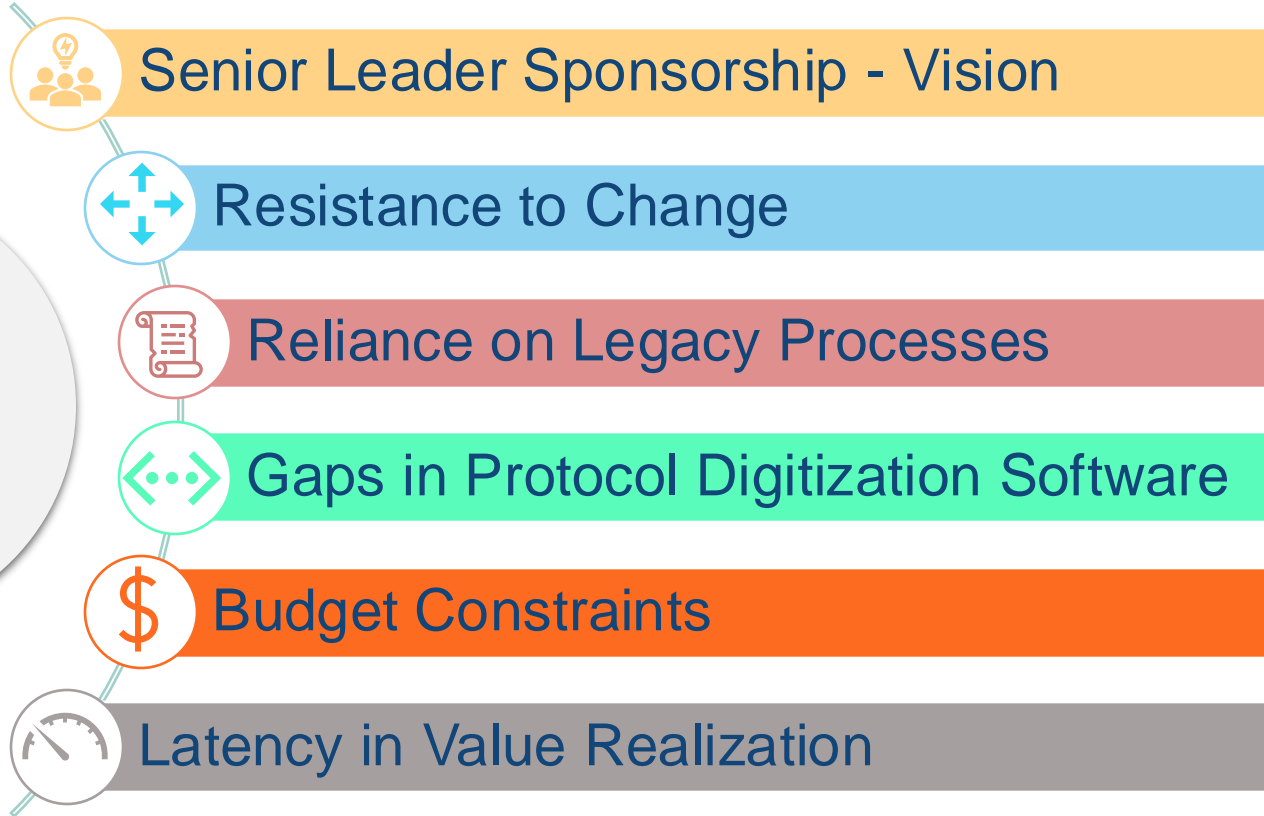 Senior Leader Sponsorship - Vision
Resistance to Change
Reliance on Legacy Processes
Gaps in Protocol Digitization Software
Budget Constraints
Latency in Value Realization